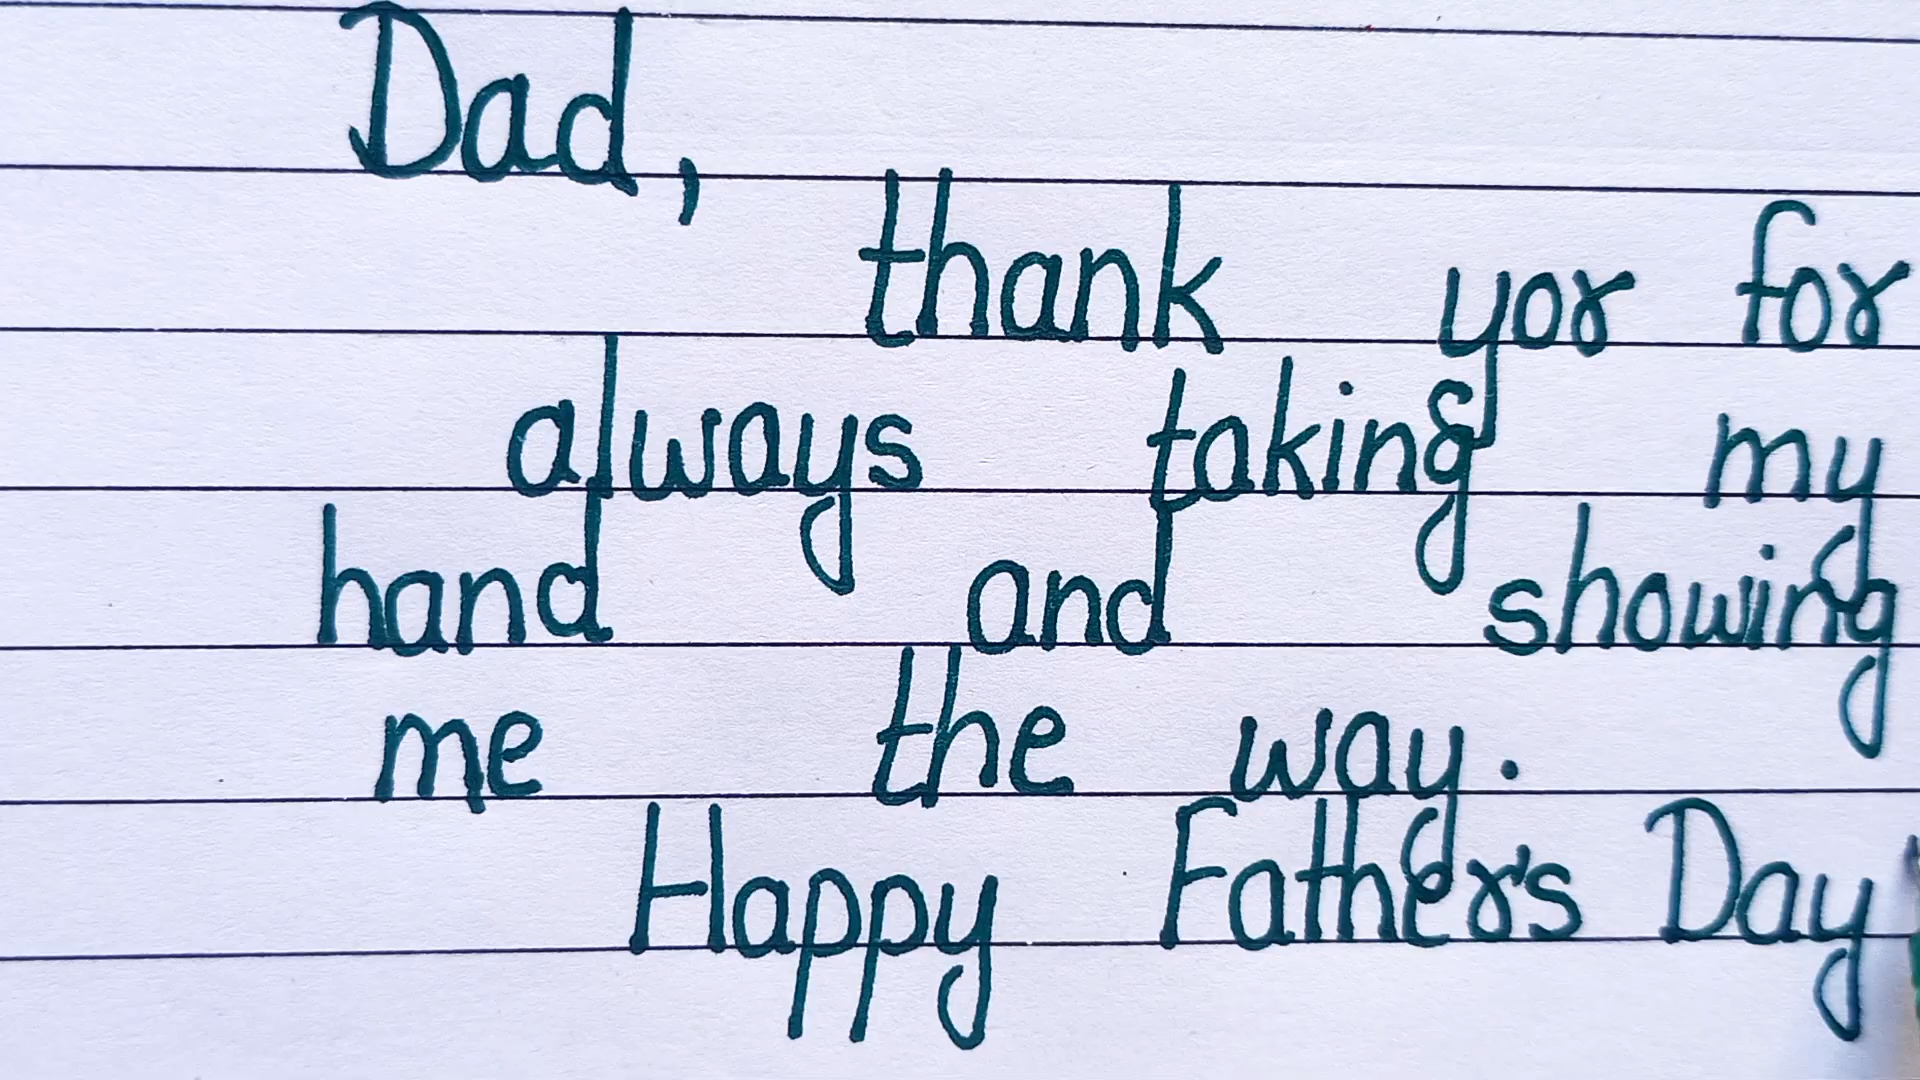 Dad,
thank yor for
always taking my
hand and showing
me the way.
Happy Father's Day